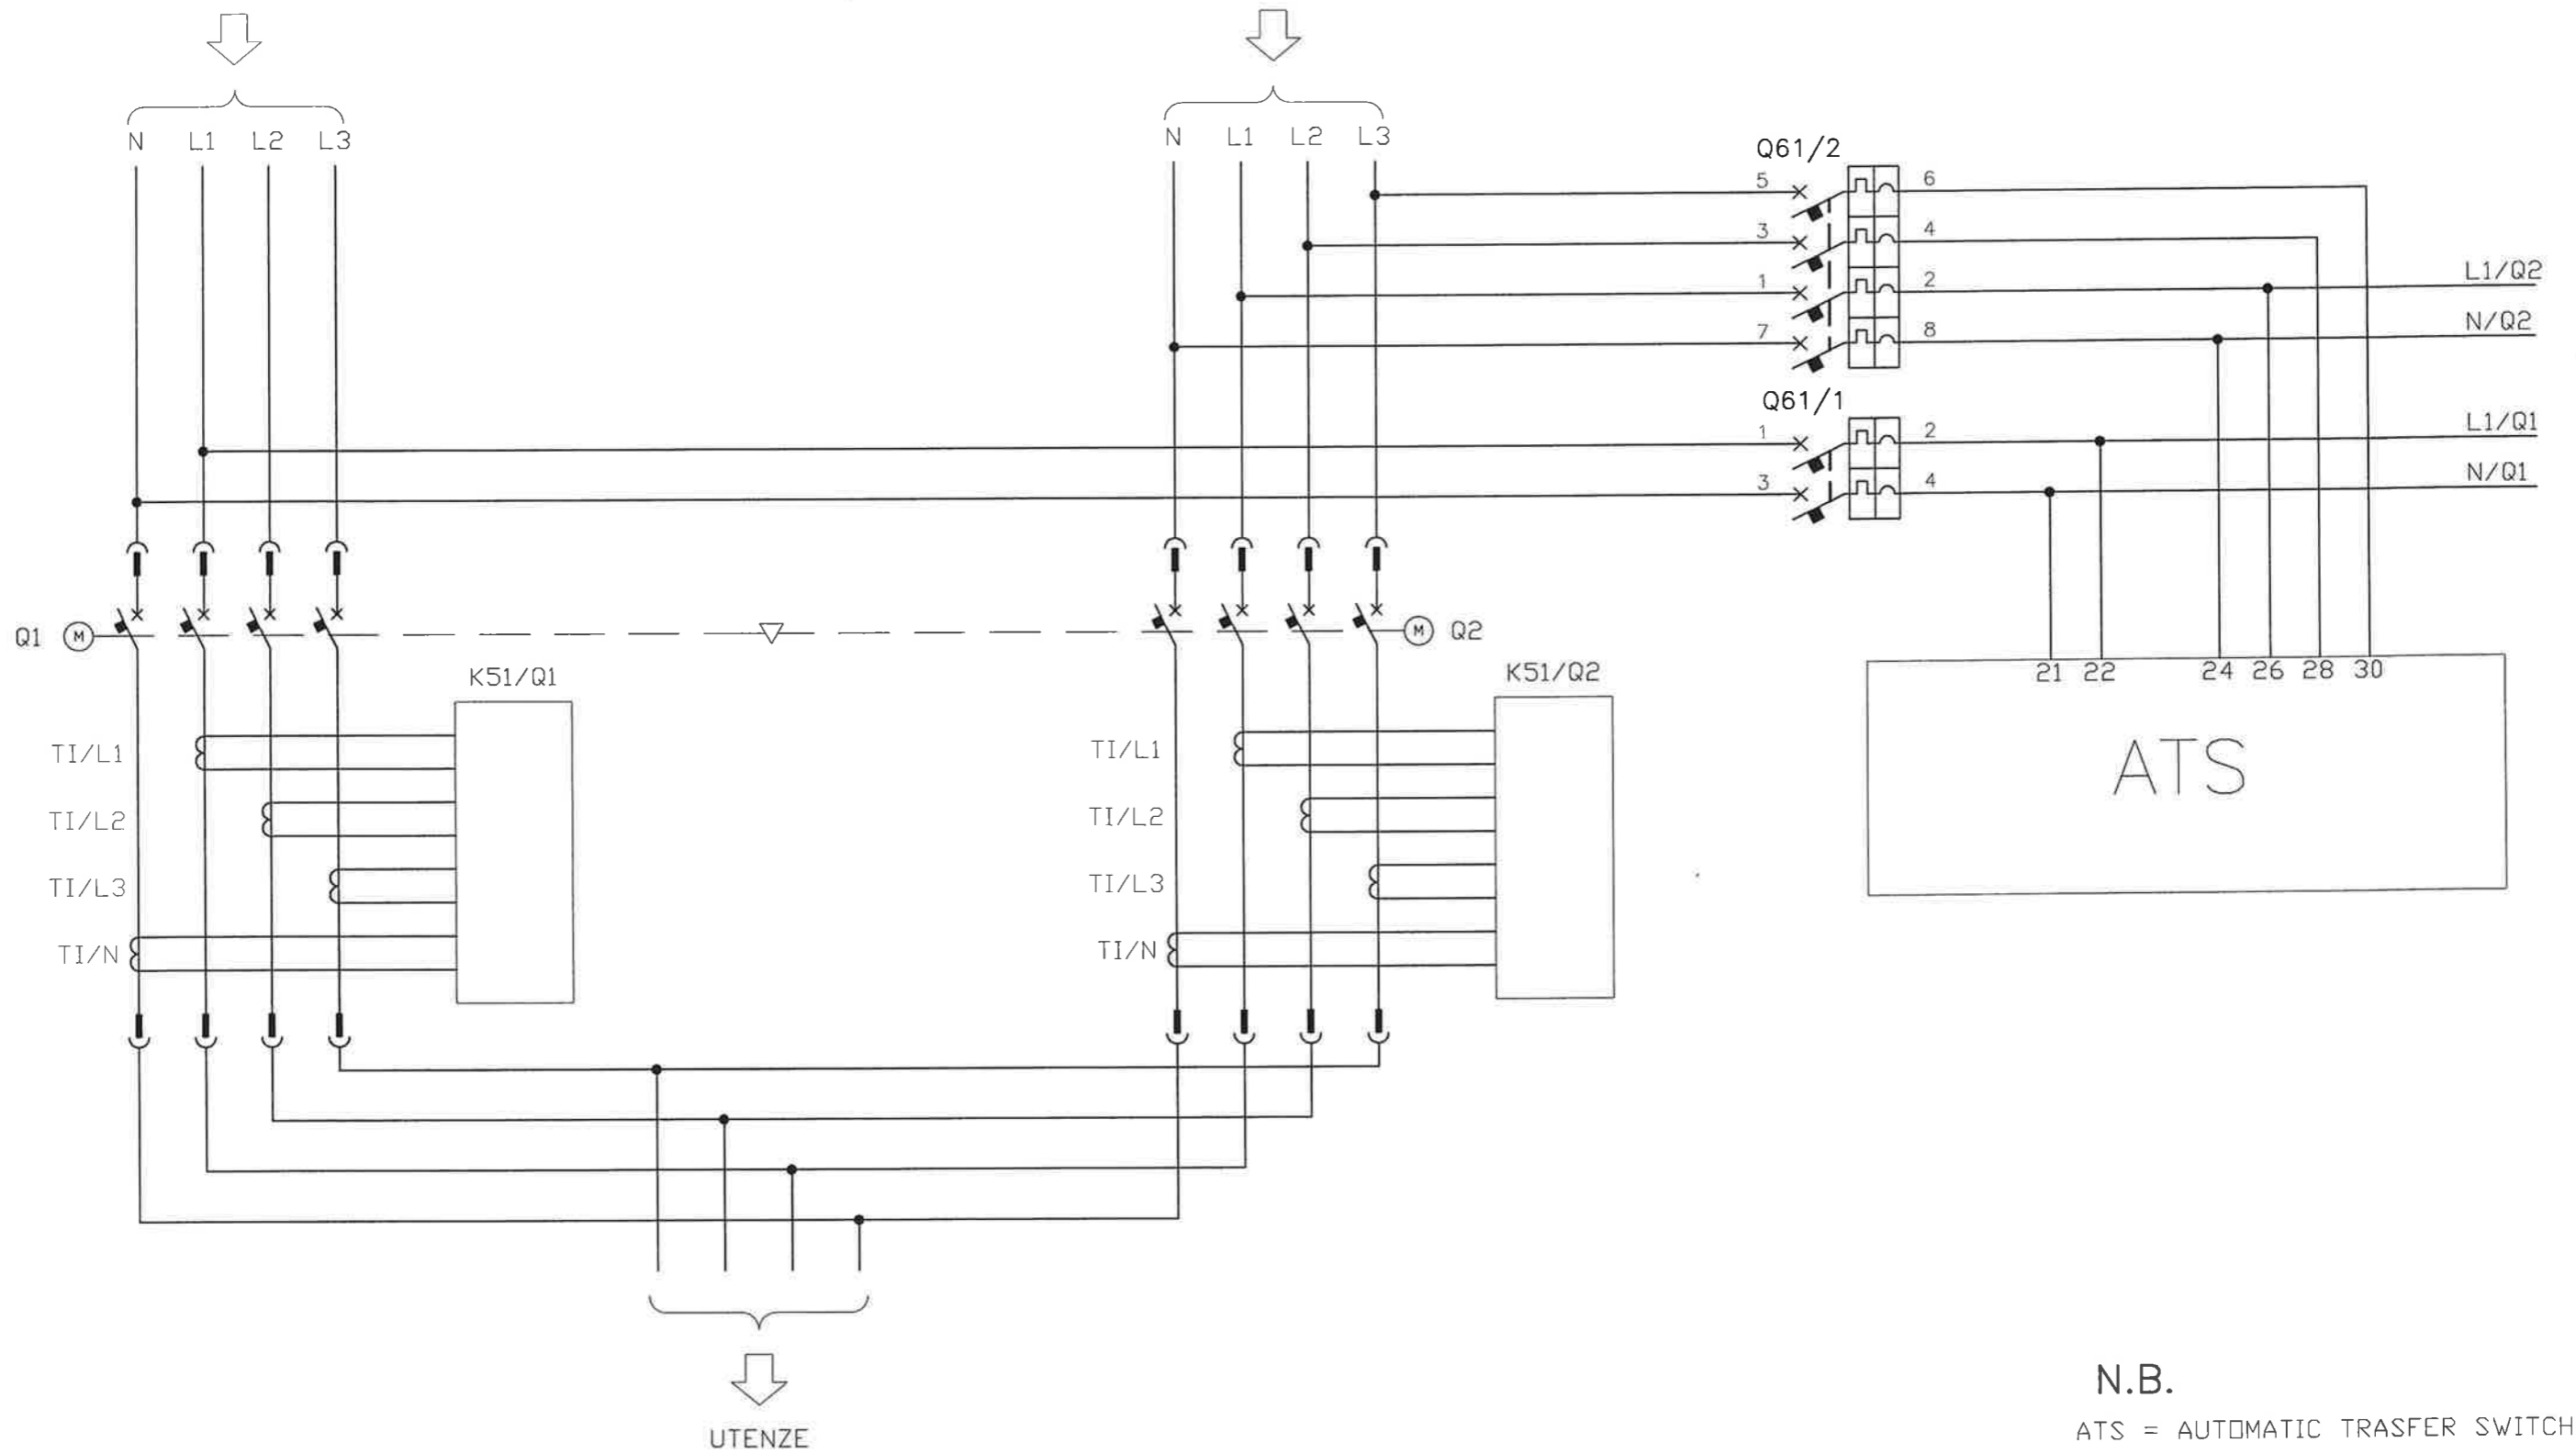 N L1 L2 L3
N L1 L2 L3
Q61/2
5 6
3 4
1 2
L1/Q2
7 8
N/Q2
Q61/1
1 2
L1/Q1
3 4
N/Q1
Q1 M
M Q2
K51/Q1
TI/L1
TI/L2
TI/L3
TI/N
K51/Q2
TI/L1
TI/L2
TI/L3
TI/N
21 22 24 26 28 30
ATS
UTENZE
N.B.
ATS = AUTOMATIC TRASFER SWITCH